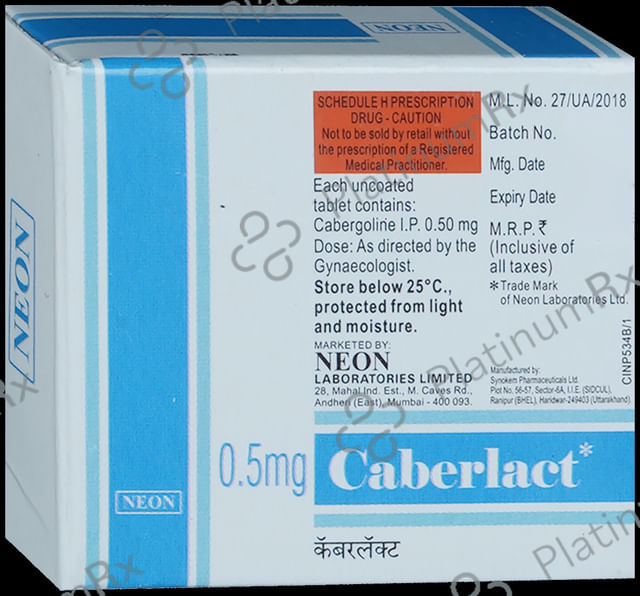 NEON
NEON
SCHEDULE H PRESCRIPTION
DRUG - CAUTION
Not to be sold by retail without
the prescription of a Registered
Medical Practitioner.
Each uncoated
tablet contains:
Cabergoline I.P. 0.50 mg
Dose: As directed by the
Gynaecologist.
Store below 25°C.,
protected from light
and moisture.
MARKETED BY:
NEON
LABORATORIES LIMITED
28, Mahal Ind. Est., M. Caves Rd.,
Andheri (East), Mumbai - 400 093.
M.L. No. 27/UA/2018
Batch No.
Mfg. Date
Expiry Date
M.R.P. ₹
(Inclusive of
all taxes)
* Trade Mark
of Neon Laboratories Ltd.
Manufactured by:
Synokem Pharmaceuticals Ltd.
Plot No. 56-57, Sector-6A, I.I.E. (SIDCUL),
Ranipur (BHEL), Haridwar-249403 (Uttarakhand).
CINP534B/1
0.5mg
Caberlact*
NEON
कॅबरलॅक्ट
PlatinumRx
PlatinumRx
PlatinumRx
PlatinumRx